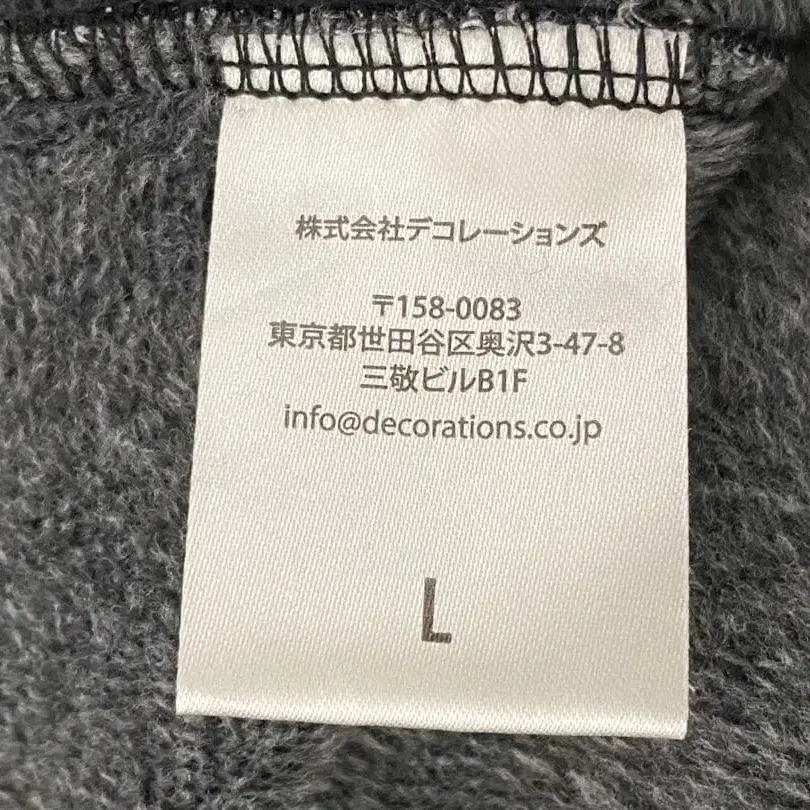 株式会社デコレーションズ
〒158-0083
東京都世田谷区奥沢3-47-8
三敬ビルB1F
info@decorations.co.jp
L